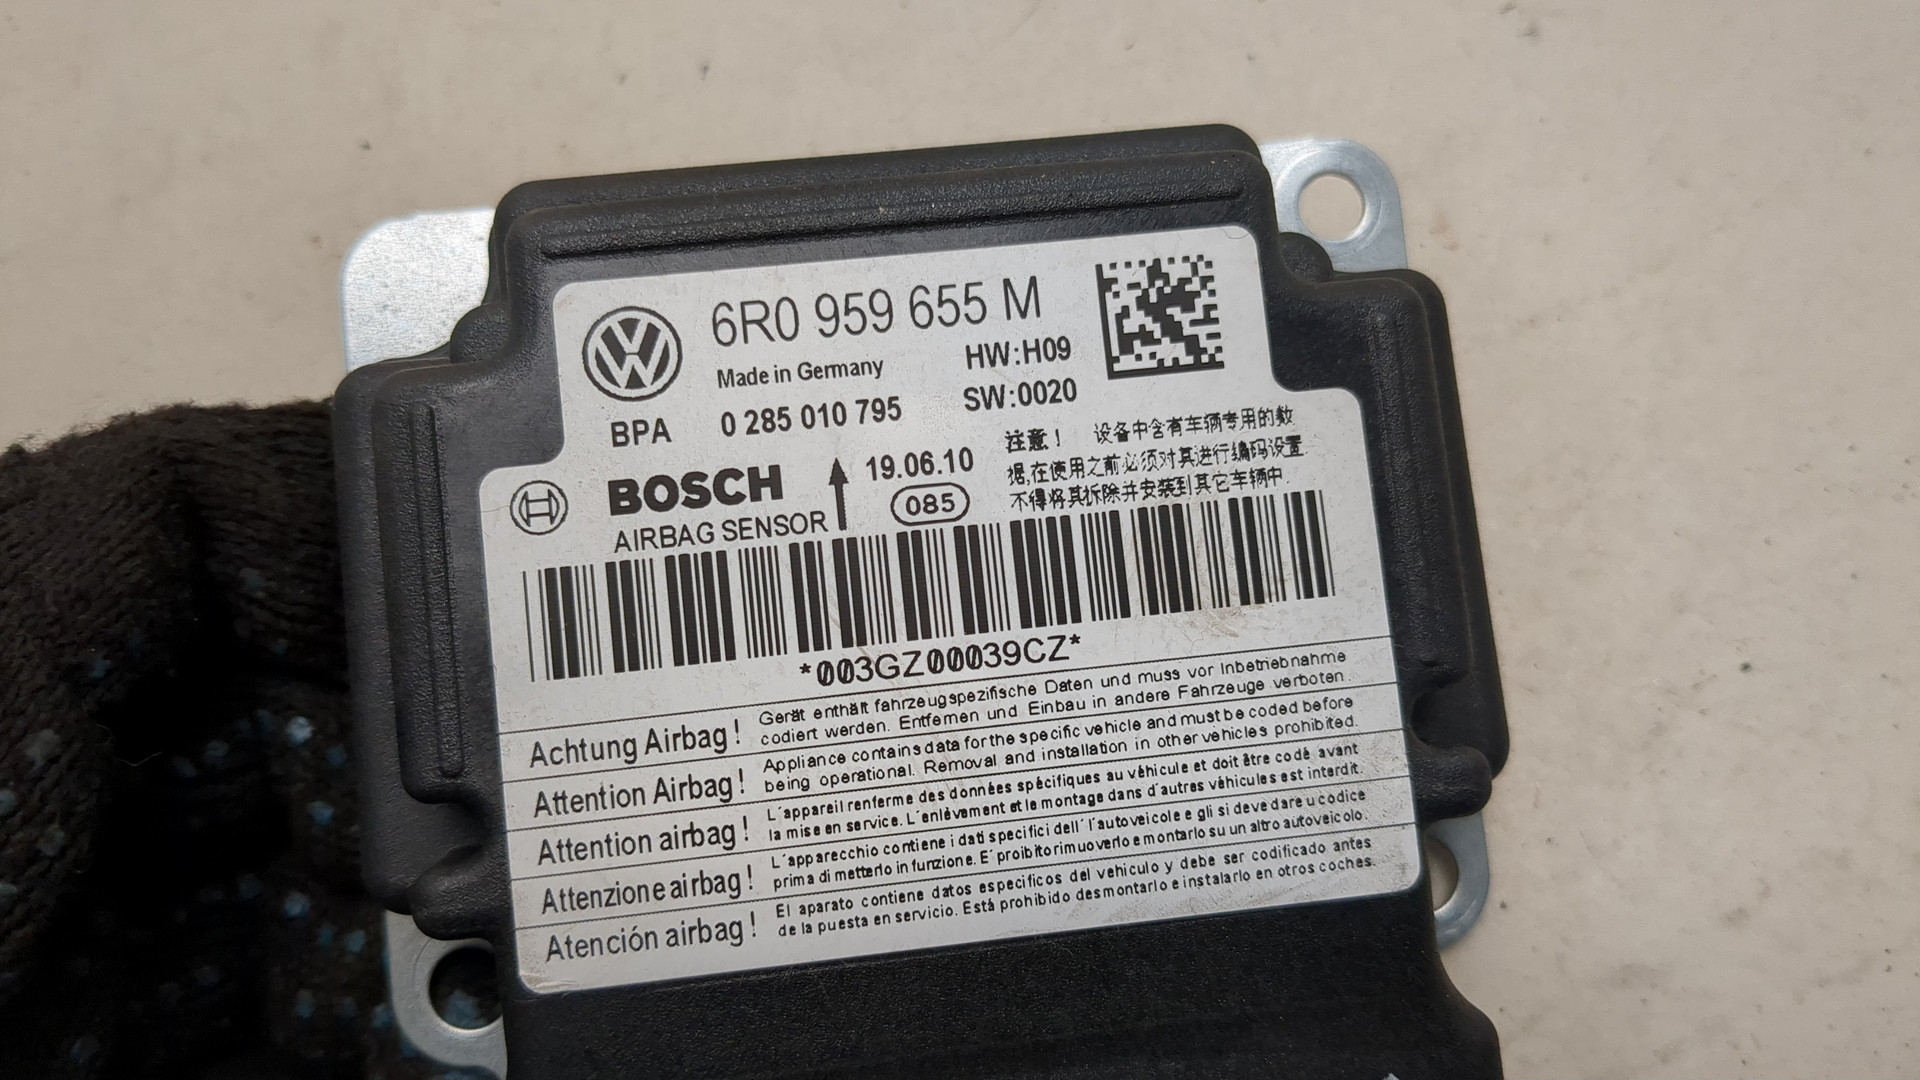 6R0 959 655 M
Made in Germany
HW:H09
BPA
0 285 010 795
SW:0020
BOSCH
19.06.10
AIRBAG SENSOR
085
注意！ 设备中含有车辆专用的数
据,在使用之前必须对其进行编码设置.
不得将其拆除并安装到其它车辆中.
*003GZ00039CZ*
Achtung Airbag!
Gerät enthält fahrzeugspezifische Daten und muss vor Inbetriebnahme
codiert werden. Entfernen und Einbau in andere Fahrzeuge verboten.
Attention Airbag!
Appliance contains data for the specific vehicle and must be coded before
being operational. Removal and installation in other vehicles prohibited.
Attention airbag!
L'appareil renferme des données spécifiques au véhicule et doit être codé avant
la mise en service. L'enlèvement et le montage dans d'autres véhicules est interdit.
Attenzione airbag!
L'apparecchio contiene i dati specifici dell' l'autoveicole e gli si deve dare u codice
prima di metterlo in funzione. E' proibito rimuoverlo e montarlo su un altro autoveicolo.
Atención airbag!
El aparato contiene datos especificos del vehiculo y debe ser codificado antes
de la puesta en servicio. Está prohibido desmontarlo e instalarlo en otros coches.